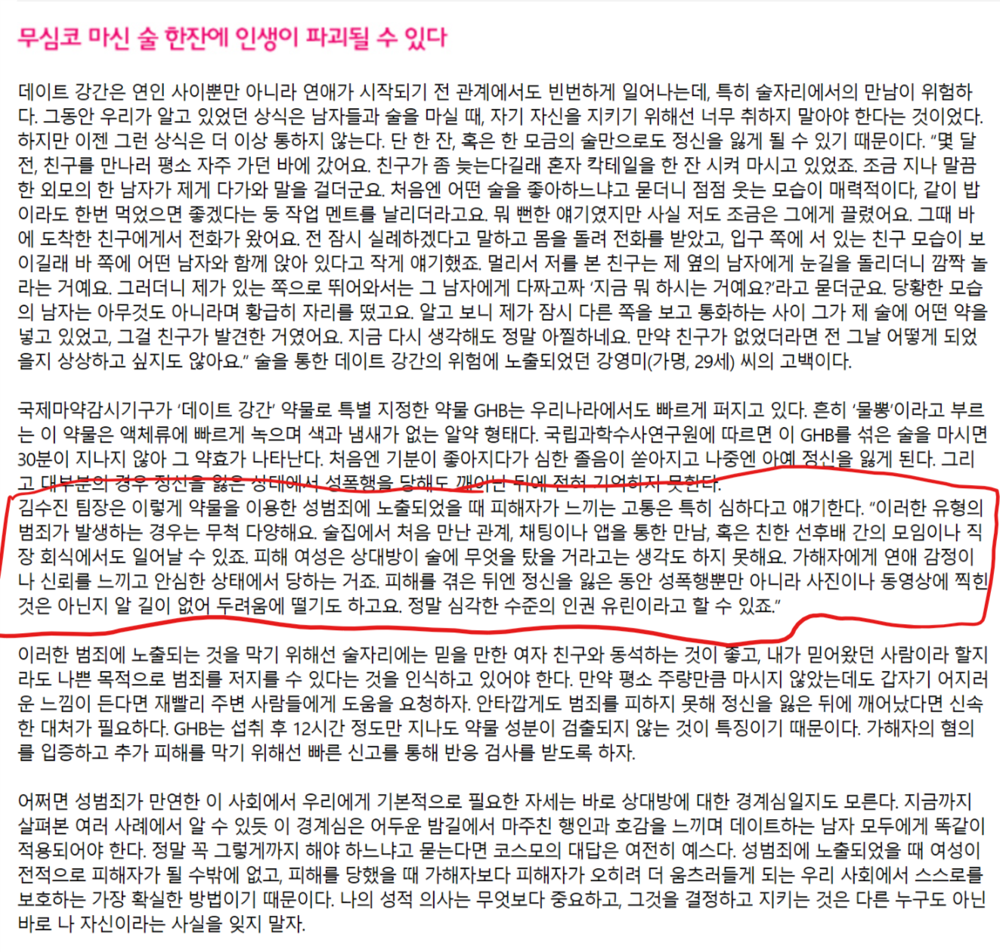 무심코 마신 술 한잔에 인생이 파괴될 수 있다
데이트 강간은 연인 사이뿐만 아니라 연애가 시작되기 전 관계에서도 빈번하게 일어나는데, 특히 술자리에서의 만남이 위험하
다. 그동안 우리가 알고 있었던 상식은 남자들과 술을 마실 때, 자기 자신을 지키기 위해선 너무 취하지 말아야 한다는 것이었다.
하지만 이젠 그런 상식은 더 이상 통하지 않는다. 단 한 잔, 혹은 한 모금의 술만으로도 정신을 잃게 될 수 있기 때문이다. “몇 달
전, 친구를 만나러 평소 자주 가던 바에 갔어요. 친구가 좀 늦는다길래 혼자 칵테일을 한 잔 시켜 마시고 있었죠. 조금 지나 말끔
한 외모의 한 남자가 제게 다가와 말을 걸더군요. 처음엔 어떤 술을 좋아하느냐고 묻더니 점점 웃는 모습이 매력적이다, 같이 밥
이라도 한번 먹었으면 좋겠다는 둥 작업 멘트를 날리더라고요. 뭐 뻔한 얘기였지만 사실 저도 조금은 그에게 끌렸어요. 그때 바
에 도착한 친구에게서 전화가 왔어요. 전 잠시 실례하겠다고 말하고 몸을 돌려 전화를 받았고, 입구 쪽에 서 있는 친구 모습이 보
이길래 바 쪽에 어떤 남자와 함께 앉아 있다고 작게 얘기했죠. 멀리서 저를 본 친구는 제 옆의 남자에게 눈길을 돌리더니 깜짝 놀
라는 거예요. 그러더니 제가 있는 쪽으로 뛰어와서는 그 남자에게 다짜고짜 ‘지금 뭐 하시는 거예요?’라고 묻더군요. 당황한 모습
의 남자는 아무것도 아니라며 황급히 자리를 떴고요. 알고 보니 제가 잠시 다른 쪽을 보고 통화하는 사이 그가 제 술에 어떤 약을
넣고 있었고, 그걸 친구가 발견한 거였어요. 지금 다시 생각해도 정말 아찔하네요. 만약 친구가 없었더라면 전 그날 어떻게 되었
을지 상상하고 싶지도 않아요.” 술을 통한 데이트 강간의 위험에 노출되었던 강영미(가명, 29세) 씨의 고백이다.
국제마약감시기구가 ‘데이트 강간’ 약물로 특별 지정한 약물 GHB는 우리나라에서도 빠르게 퍼지고 있다. 흔히 ‘물뽕’이라고 부르
는 이 약물은 액체류에 빠르게 녹으며 색과 냄새가 없는 알약 형태다. 국립과학수사연구원에 따르면 이 GHB를 섞은 술을 마시면
30분이 지나지 않아 그 약효가 나타난다. 처음엔 기분이 좋아지다가 심한 졸음이 쏟아지고 나중엔 아예 정신을 잃게 된다. 그리
고 대부분의 경우 정신을 잃은 상태에서 성폭행을 당해도 깨어난 뒤에 전혀 기억하지 못한다.
김수진 팀장은 이렇게 약물을 이용한 성범죄에 노출되었을 때 피해자가 느끼는 고통은 특히 심하다고 얘기한다. “이러한 유형의
범죄가 발생하는 경우는 무척 다양해요. 술집에서 처음 만난 관계, 채팅이나 앱을 통한 만남, 혹은 친한 선후배 간의 모임이나 직
장 회식에서도 일어날 수 있죠. 피해 여성은 상대방이 술에 무엇을 탔을 거라고는 생각도 하지 못해요. 가해자에게 연애 감정이
나 신뢰를 느끼고 안심한 상태에서 당하는 거죠. 피해를 겪은 뒤엔 정신을 잃은 동안 성폭행뿐만 아니라 사진이나 동영상에 찍힌
것은 아닌지 알 길이 없어 두려움에 떨기도 하고요. 정말 심각한 수준의 인권 유린이라고 할 수 있죠.”
이러한 범죄에 노출되는 것을 막기 위해선 술자리에는 믿을 만한 여자 친구와 동석하는 것이 좋고, 내가 믿어왔던 사람이라 할지
라도 나쁜 목적으로 범죄를 저지를 수 있다는 것을 인식하고 있어야 한다. 만약 평소 주량만큼 마시지 않았는데도 갑자기 어지러
운 느낌이 든다면 재빨리 주변 사람들에게 도움을 요청하자. 안타깝게도 범죄를 피하지 못해 정신을 잃은 뒤에 깨어났다면 신속
한 대처가 필요하다. GHB는 섭취 후 12시간 정도만 지나도 약물 성분이 검출되지 않는 것이 특징이기 때문이다. 가해자의 혐의
를 입증하고 추가 피해를 막기 위해선 빠른 신고를 통해 반응 검사를 받도록 하자.
어쩌면 성범죄가 만연한 이 사회에서 우리에게 기본적으로 필요한 자세는 바로 상대방에 대한 경계심일지도 모른다. 지금까지
살펴본 여러 사례에서 알 수 있듯 이 경계심은 어두운 밤길에서 마주친 행인과 호감을 느끼며 데이트하는 남자 모두에게 똑같이
적용되어야 한다. 정말 꼭 그렇게까지 해야 하느냐고 묻는다면 코스모의 대답은 여전히 예스다. 성범죄에 노출되었을 때 여성이
전적으로 피해자가 될 수밖에 없고, 피해를 당했을 때 가해자보다 피해자가 오히려 더 움츠러들게 되는 우리 사회에서 스스로를
보호하는 가장 확실한 방법이기 때문이다. 나의 성적 의사는 무엇보다 중요하고, 그것을 결정하고 지키는 것은 다른 누구도 아닌
바로 나 자신이라는 사실을 잊지 말자.